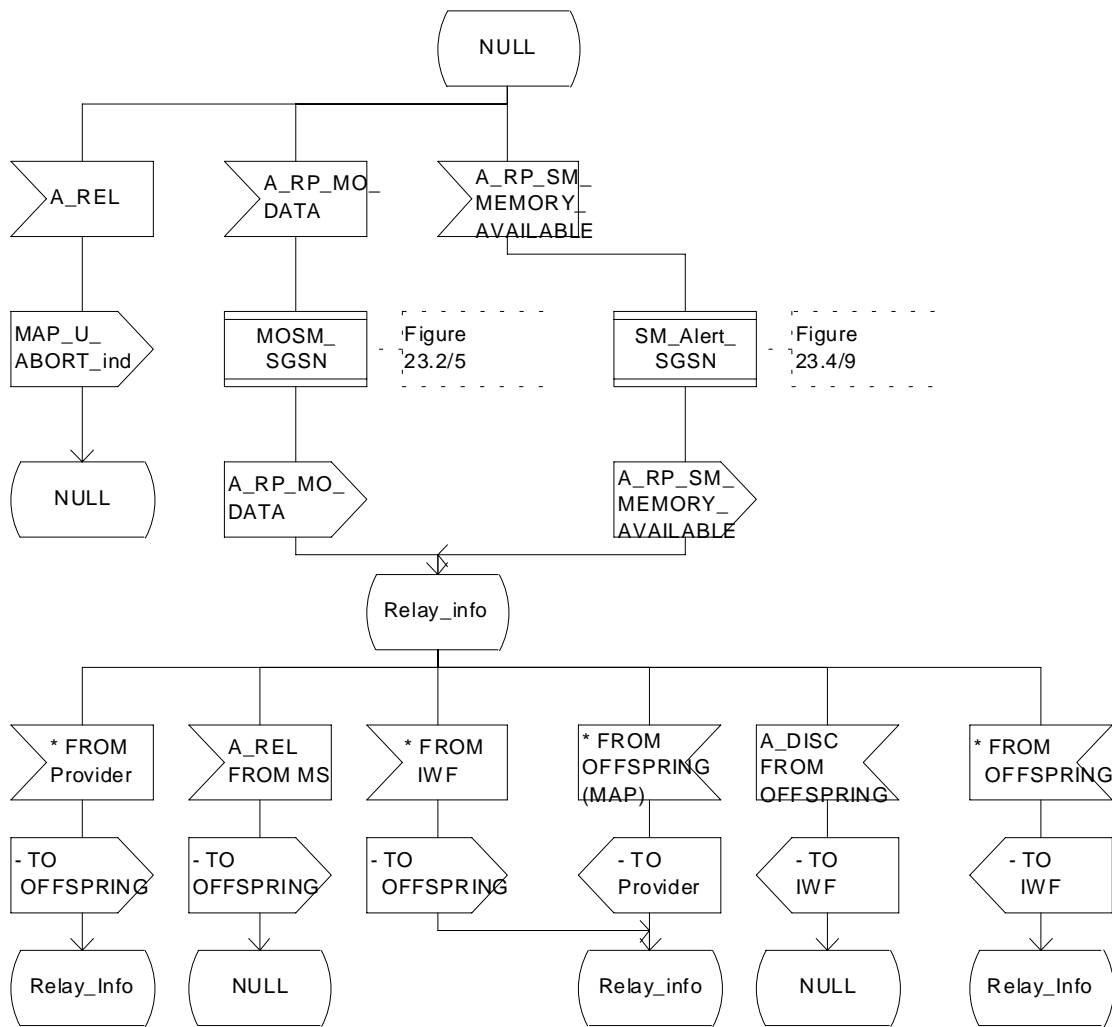 NULL
A_REL
A_RP_MO_
DATA
A_RP_SM_
MEMORY_
AVAILABLE
MAP_U_
ABORT_ind
MOSM_
SGSN
Figure
23.2/5
SM_Alert_
SGSN
Figure
23.4/9
NULL
A_RP_MO_
DATA
A_RP_SM_
MEMORY_
AVAILABLE
Relay_info
* FROM
Provider
A_REL
FROM MS
* FROM
IWF
* FROM
OFFSPRING
(MAP)
A_DISC
FROM
OFFSPRING
* FROM
OFFSPRING
- TO
OFFSPRING
- TO
OFFSPRING
- TO
OFFSPRING
- TO
Provider
- TO
IWF
- TO
IWF
Relay_Info
NULL
Relay_info
NULL
Relay_Info